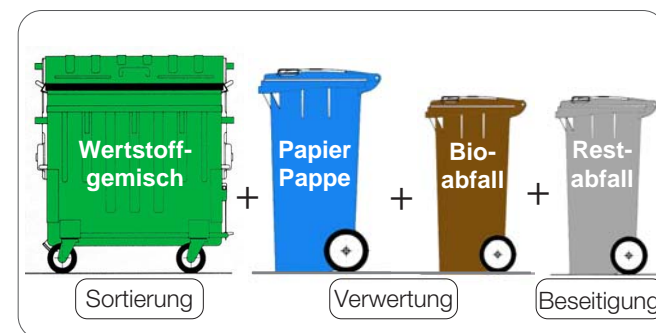 Wertstoff-
gemisch
Papier
Pappe
Bio-
abfall
Rest-
abfall
+
+
+
Sortierung
Verwertung
Beseitigung